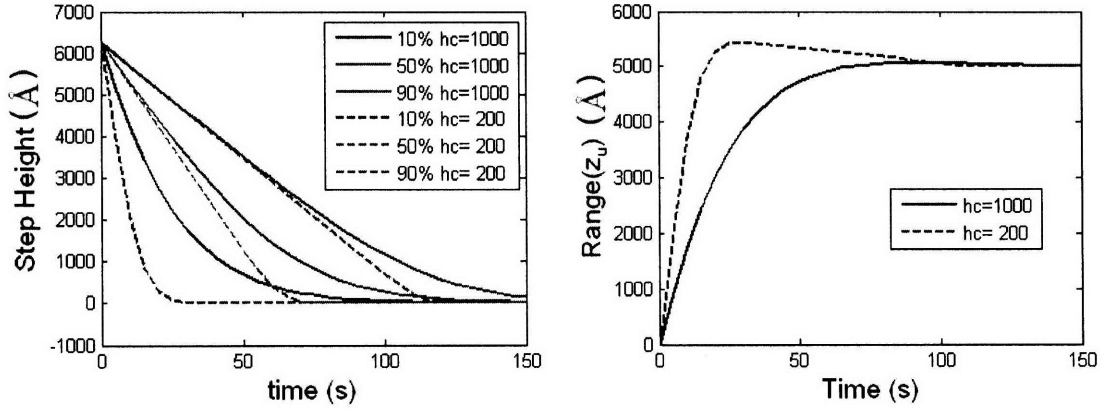 Step Height (Å)
7000
6000
5000
4000
3000
2000
1000
0
-1000
0
50
100
150
time (s)
10% hc=1000
50% hc=1000
90% hc=1000
10% hc= 200
50% hc= 200
90% hc= 200
Range(zu) (Å)
6000
5000
4000
3000
2000
1000
0
0
50
100
150
Time (s)
hc=1000
hc= 200